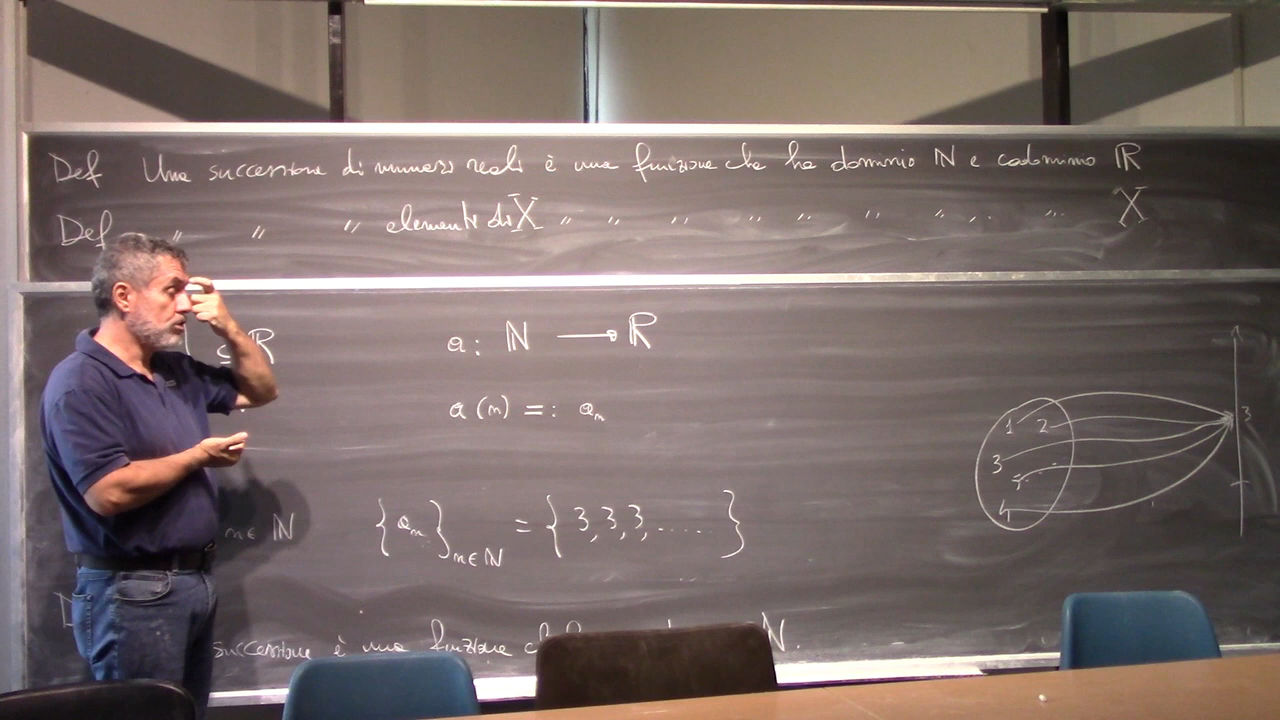 Def Una successione di numeri reali è una funzione che ha dominio ℕ e codominio ℝ
Def " " " elementi di X " " " " " " " " " X
⊆ ℝ
a : ℕ → ℝ
a (n) =: aₙ
1 2 3
3
4
n ∈ ℕ {aₙ}n∈ℕ = {3, 3, 3, ......}
successione è una funzione ℕ.